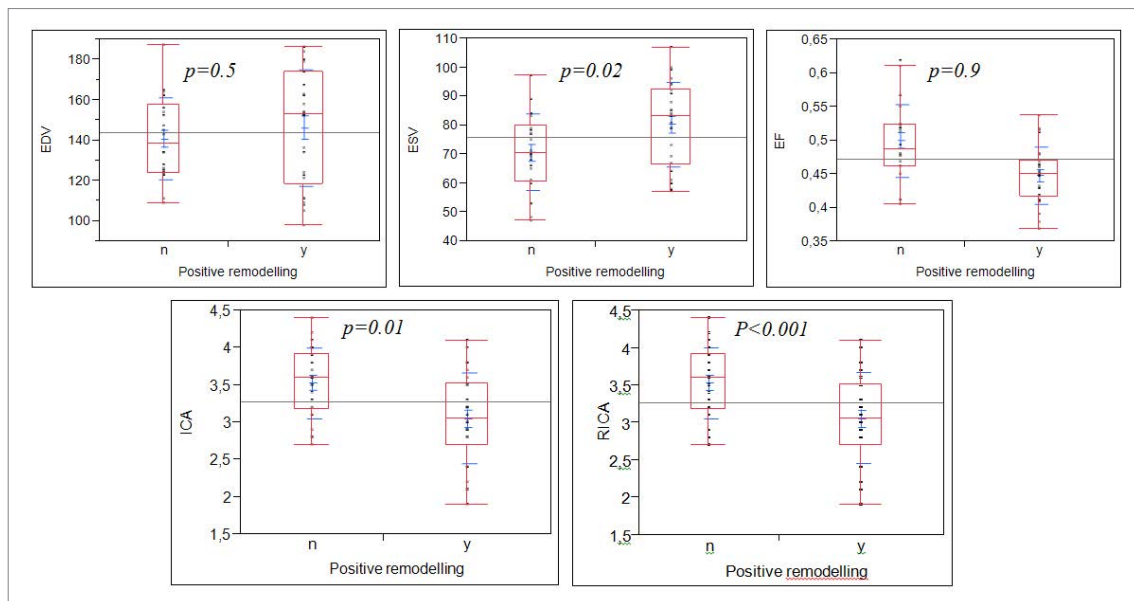 EDV
180
160
140
120
100
p=0.5
n
y
Positive remodelling
ESV
110
100
90
80
70
60
50
40
p=0.02
n
y
Positive remodelling
EF
0,65
0,6
0,55
0,5
0,45
0,4
0,35
p=0.9
n
y
Positive remodelling
ICA
4,5
4
3,5
3
2,5
2
1,5
p=0.01
n
y
Positive remodelling
RICA
4,5
4
3,5
3
2,5
2
1,5
P<0.001
n
y
Positive remodelling